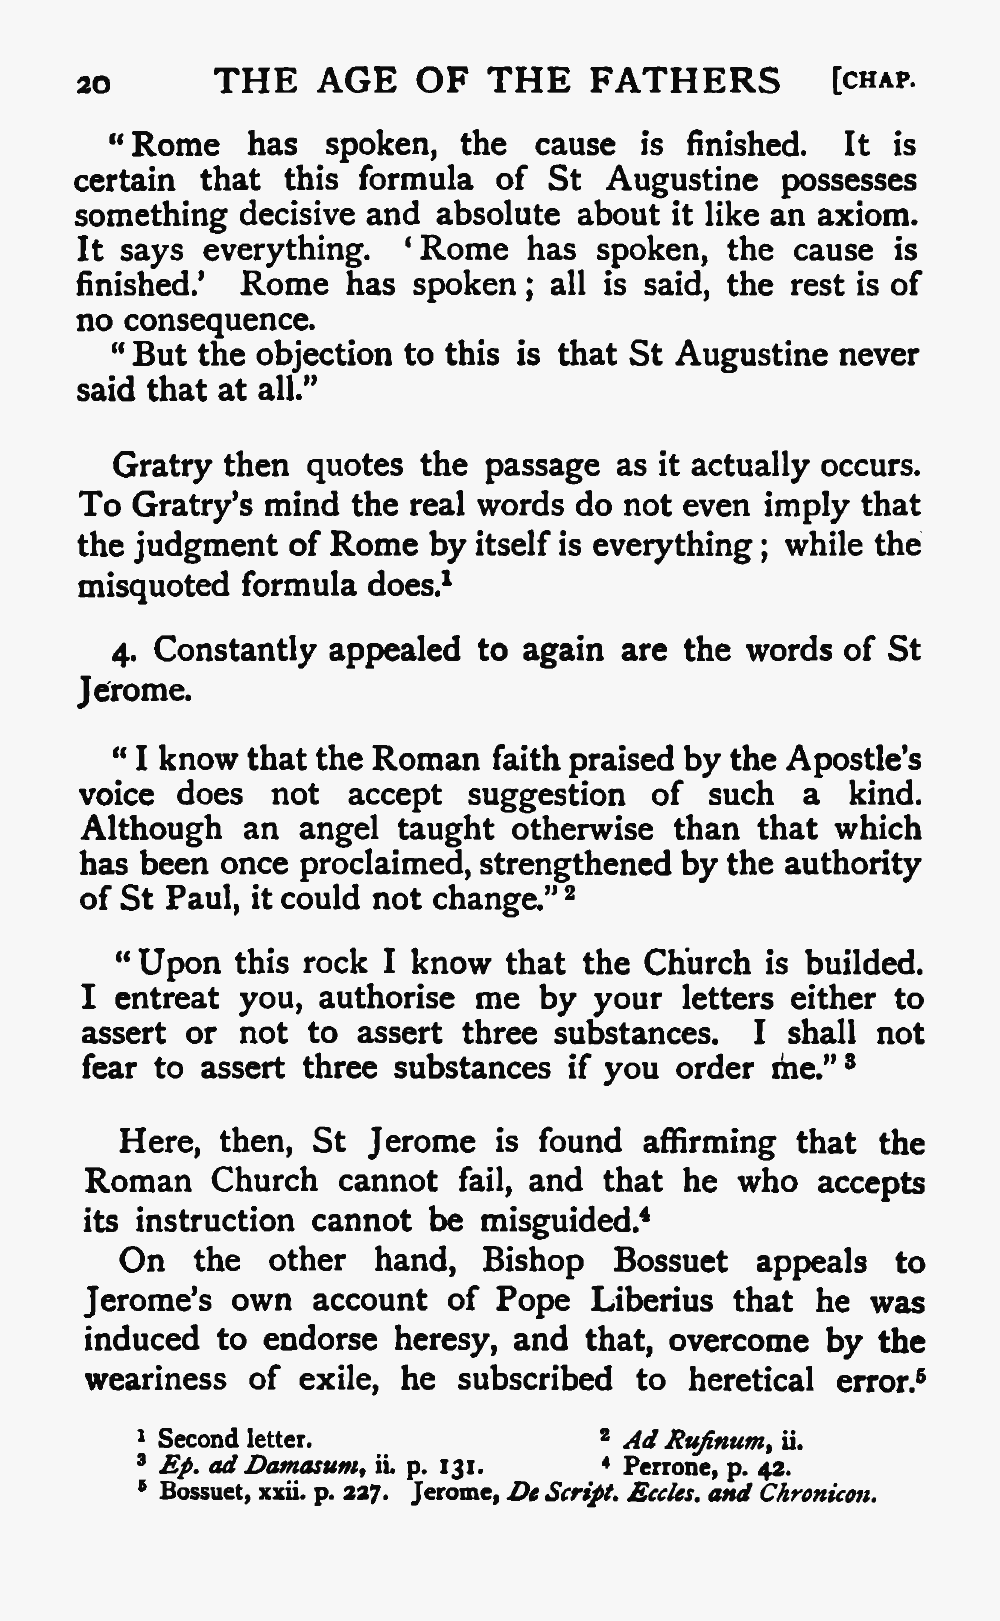 20 THE AGE OF THE FATHERS [CHAP.
“Rome has spoken, the cause is finished. It is
certain that this formula of St Augustine possesses
something decisive and absolute about it like an axiom.
It says everything. ‘Rome has spoken, the cause is
finished.’ Rome has spoken; all is said, the rest is of
no consequence.
“But the objection to this is that St Augustine never
said that at all.”
Gratry then quotes the passage as it actually occurs.
To Gratry’s mind the real words do not even imply that
the judgment of Rome by itself is everything; while the
misquoted formula does.¹
4. Constantly appealed to again are the words of St
Jerome.
“I know that the Roman faith praised by the Apostle’s
voice does not accept suggestion of such a kind.
Although an angel taught otherwise than that which
has been once proclaimed, strengthened by the authority
of St Paul, it could not change.”²
“Upon this rock I know that the Church is builded.
I entreat you, authorise me by your letters either to
assert or not to assert three substances. I shall not
fear to assert three substances if you order me.”³
Here, then, St Jerome is found affirming that the
Roman Church cannot fail, and that he who accepts
its instruction cannot be misguided.⁴
On the other hand, Bishop Bossuet appeals to
Jerome’s own account of Pope Liberius that he was
induced to endorse heresy, and that, overcome by the
weariness of exile, he subscribed to heretical error.⁵
¹ Second letter. ² Ad Rufinum, ii.
³ Ep. ad Damasum, ii. p. 131. ⁴ Perrone, p. 42.
⁵ Bossuet, xxii. p. 227. Jerome, De Script. Eccles. and Chronicon.